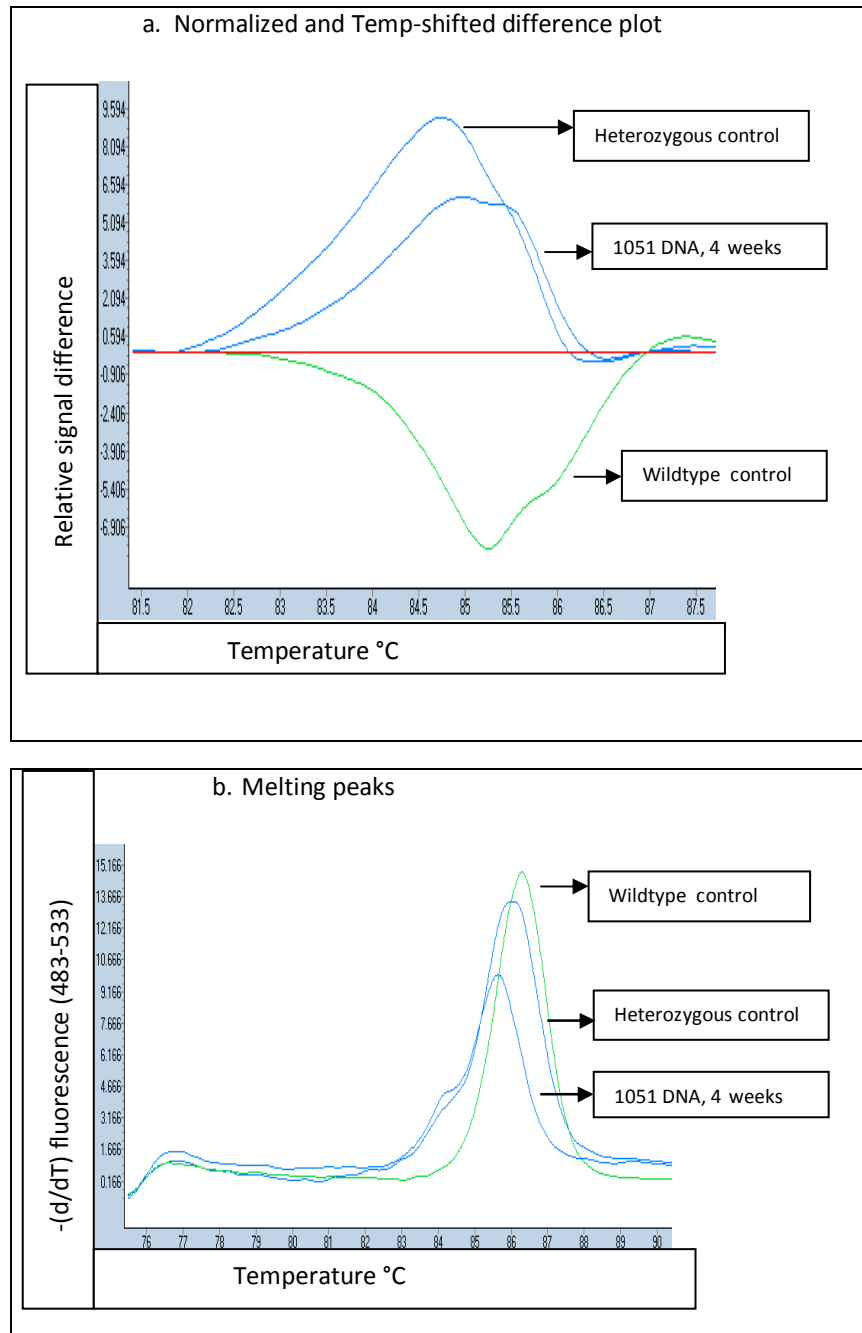 a. Normalized and Temp-shifted difference plot
Relative signal difference
9.594
8.094
6.594
5.094
3.594
2.094
0.594
-0.906
-2.406
-3.906
-5.406
-6.906
Heterozygous control
1051 DNA, 4 weeks
Wildtype control
81.5 82 82.5 83 83.5 84 84.5 85 85.5 86 86.5 87 87.5
Temperature °C
b. Melting peaks
-(d/dT) fluorescence (483-533)
15.166
13.666
12.166
10.666
9.166
7.666
6.166
4.666
3.166
1.666
0.166
Wildtype control
Heterozygous control
1051 DNA, 4 weeks
76 77 78 79 80 81 82 83 84 85 86 87 88 89 90
Temperature °C